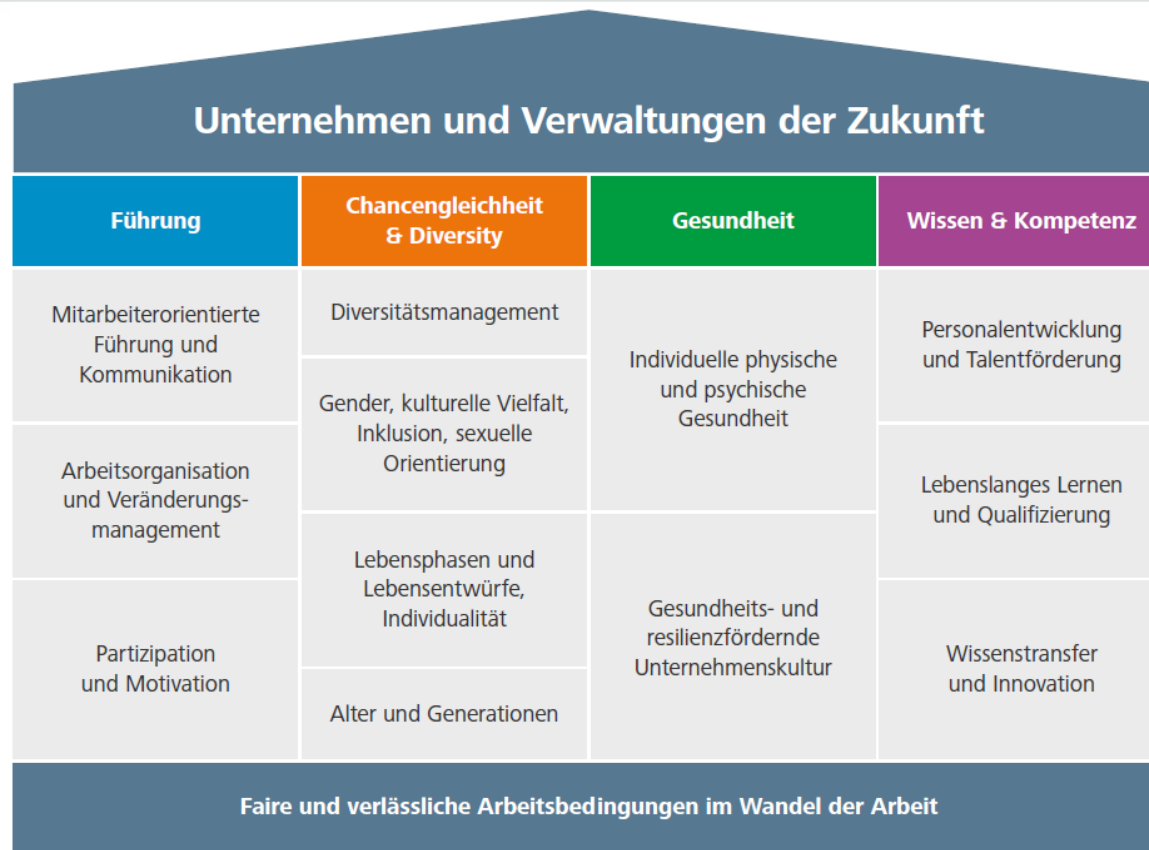 Unternehmen und Verwaltungen der Zukunft
Führung
Chancengleichheit
& Diversity
Gesundheit
Wissen & Kompetenz
Mitarbeiterorientierte
Führung und
Kommunikation
Arbeitsorganisation
und Veränderungs-
management
Partizipation
und Motivation
Diversitätsmanagement
Gender, kulturelle Vielfalt,
Inklusion, sexuelle
Orientierung
Lebensphasen und
Lebensentwürfe,
Individualität
Alter und Generationen
Individuelle physische
und psychische
Gesundheit
Gesundheits- und
resilienzfördernde
Unternehmenskultur
Personalentwicklung
und Talentförderung
Lebenslanges Lernen
und Qualifizierung
Wissenstransfer
und Innovation
Faire und verlässliche Arbeitsbedingungen im Wandel der Arbeit